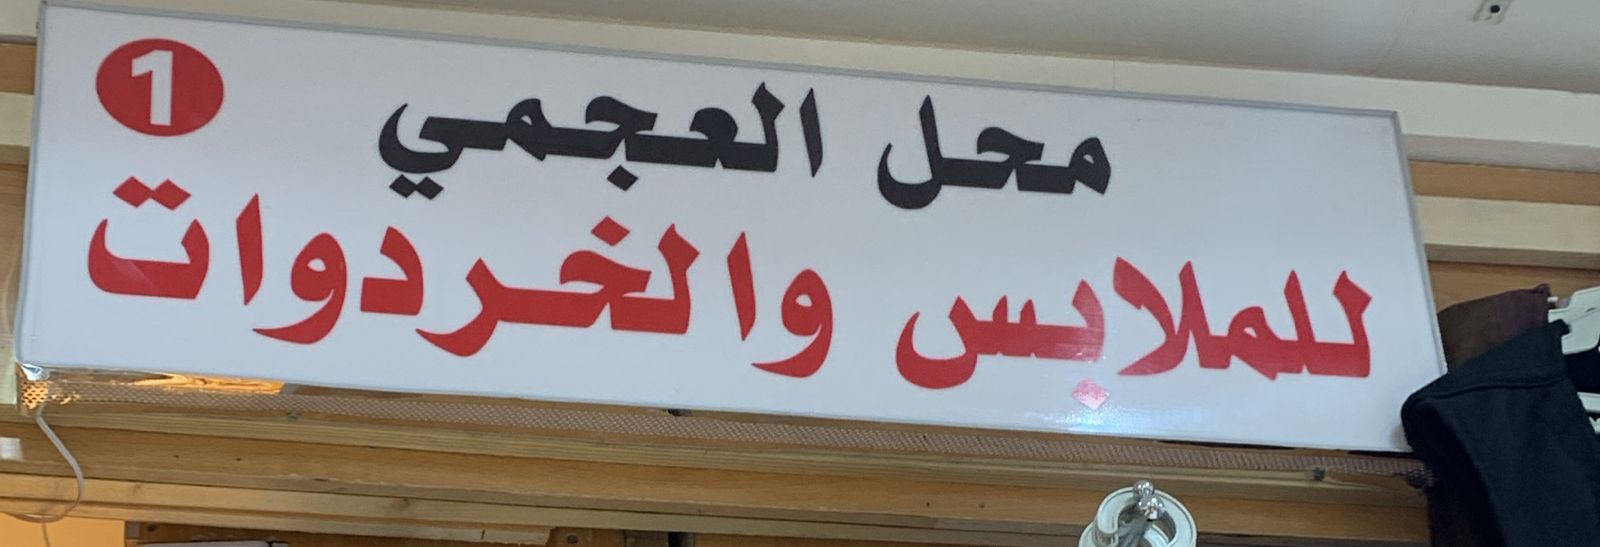 محل العجمي 1
للملابس والخردوات